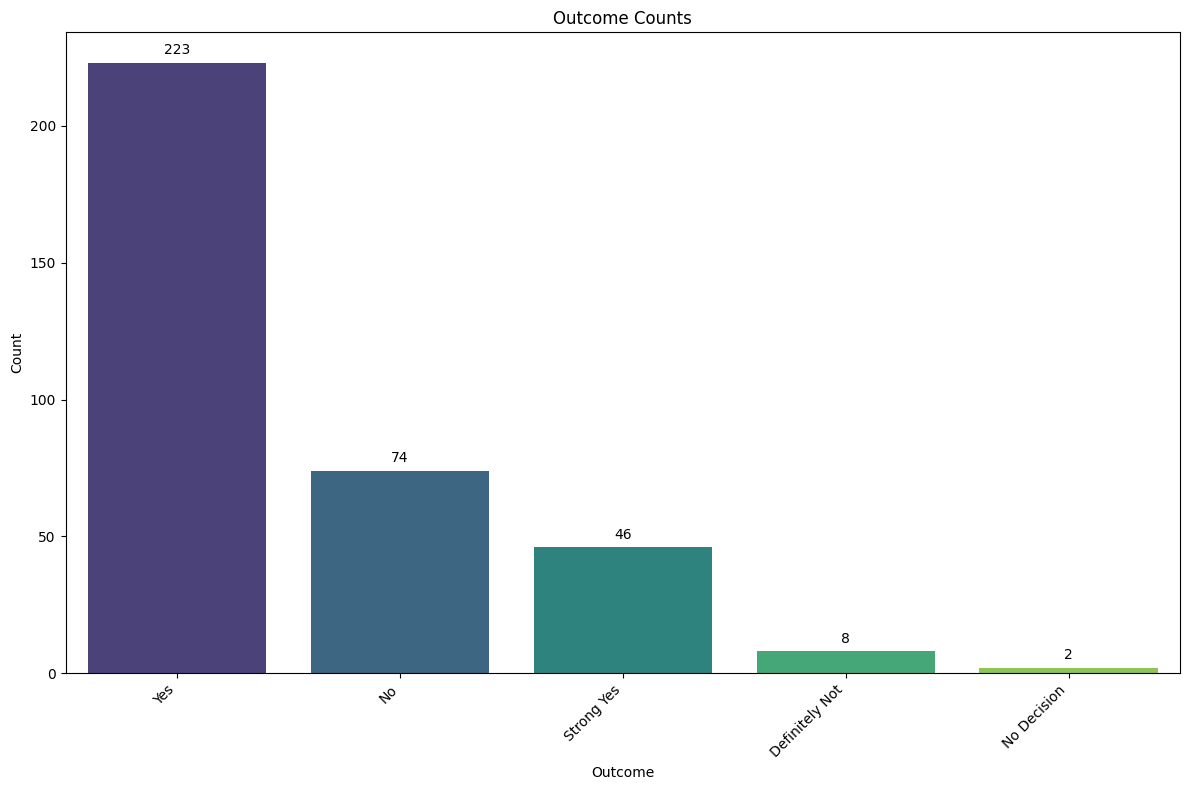 Outcome Counts
223
200
150
Count
100
74
50
46
8
2
0
Yes
No
Strong Yes
Definitely Not
No Decision
Outcome